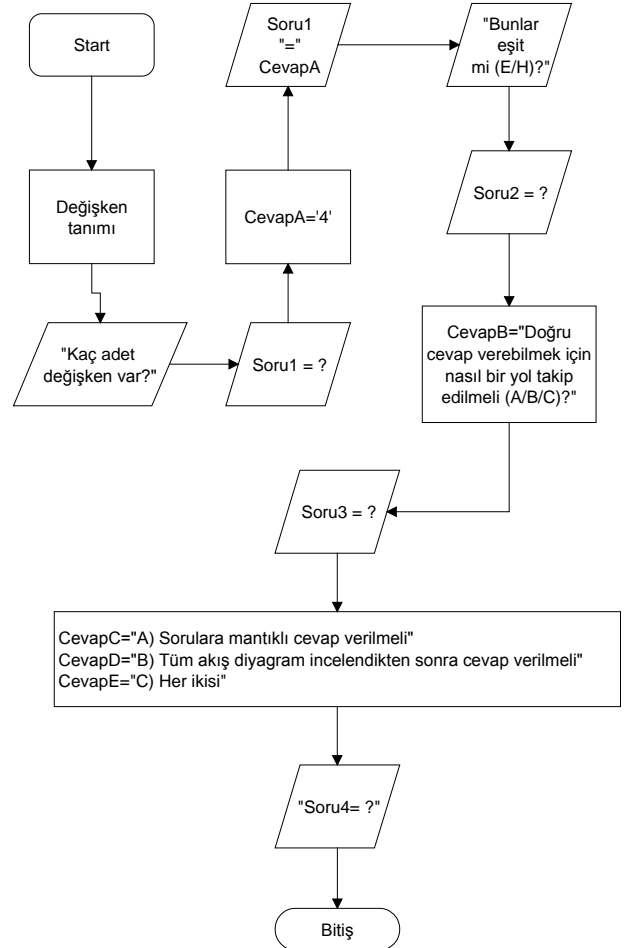 Start
Değişken
tanımı
"Kaç adet
değişken var?"
Soru1 = ?
CevapA='4'
Soru1
"="
CevapA
"Bunlar
eşit
mi (E/H)?"
Soru2 = ?
CevapB="Doğru
cevap verebilmek için
nasıl bir yol takip
edilmeli (A/B/C)?"
Soru3 = ?
CevapC="A) Sorulara mantıklı cevap verilmeli"
CevapD="B) Tüm akış diyagram incelendikten sonra cevap verilmeli"
CevapE="C) Her ikisi"
"Soru4= ?"
Bitiş